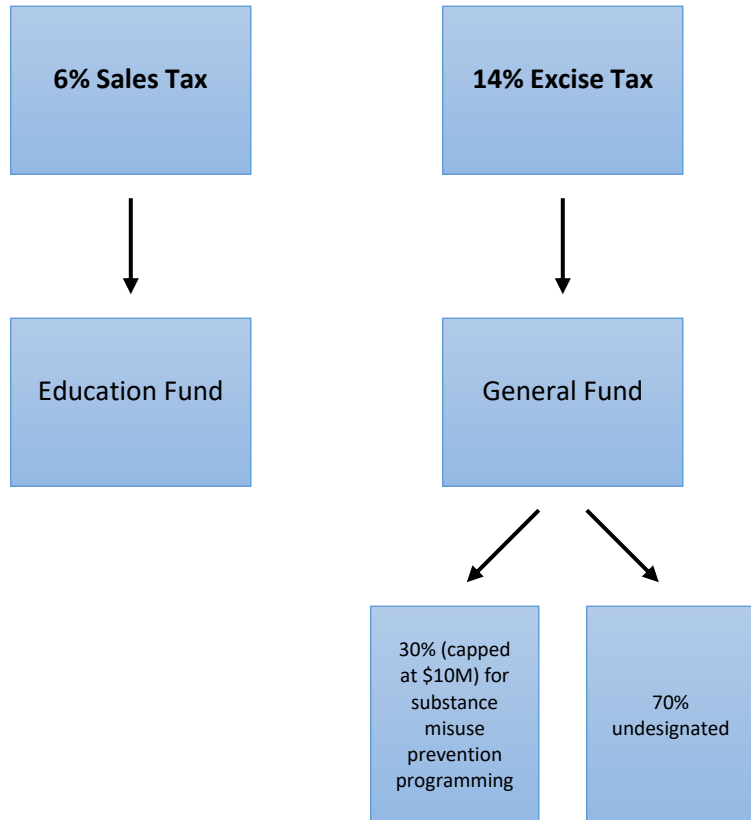 6% Sales Tax
14% Excise Tax
Education Fund
General Fund
30% (capped
at $10M) for
substance
misuse
prevention
programming
70%
undesignated